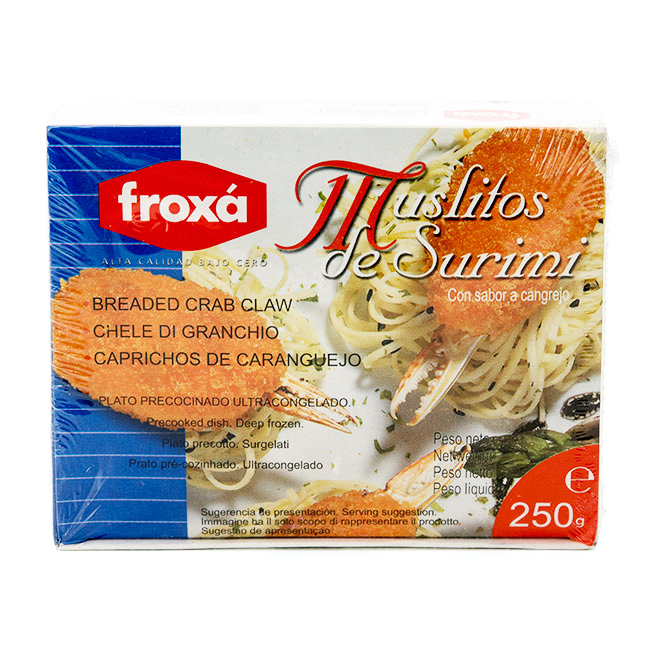 froxá
ALTA CALIDAD BAJO CERO
Muslitos
de Surimi
Con sabor a cangrejo
BREADED CRAB CLAW
CHELE DI GRANCHIO
CAPRICHOS DE CARANGUEJO
PLATO PRECOCINADO ULTRACONGELADO.
Precooked dish. Deep frozen.
Piatto precotto. Surgelati
Prato pré-cozinhado. Ultracongelado
Peso neto
Net weight
Peso netto
Peso líquido
250g e
Sugerencia de presentación. Serving suggestion.
Immagine ha il solo scopo di rappresentare il prodotto.
Sugestão de apresentação